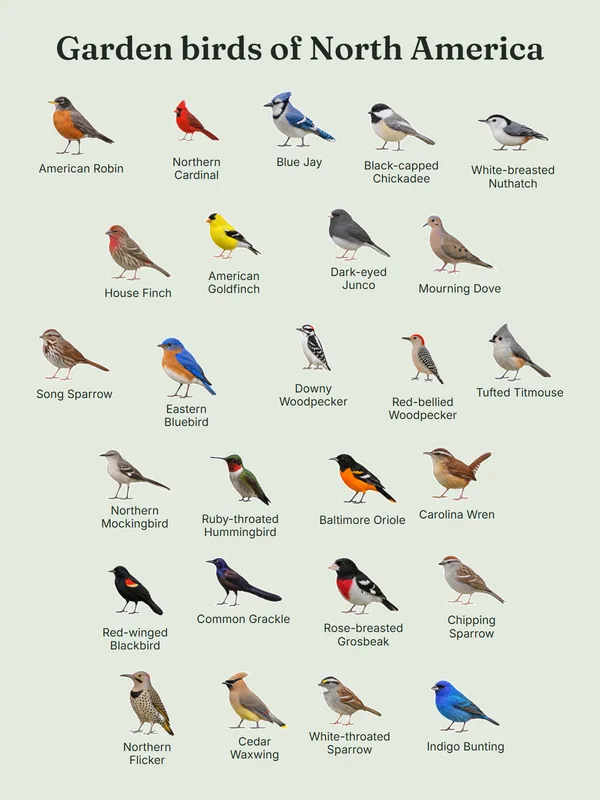 Garden birds of North America
American Robin
Northern
Cardinal
Blue Jay
Black-capped
Chickadee
White-breasted
Nuthatch
House Finch
American
Goldfinch
Dark-eyed
Junco
Mourning Dove
Song Sparrow
Eastern
Bluebird
Downy
Woodpecker
Red-bellied
Woodpecker
Tufted Titmouse
Northern
Mockingbird
Ruby-throated
Hummingbird
Baltimore Oriole
Carolina Wren
Red-winged
Blackbird
Common Grackle
Rose-breasted
Grosbeak
Chipping
Sparrow
Northern
Flicker
Cedar
Waxwing
White-throated
Sparrow
Indigo Bunting